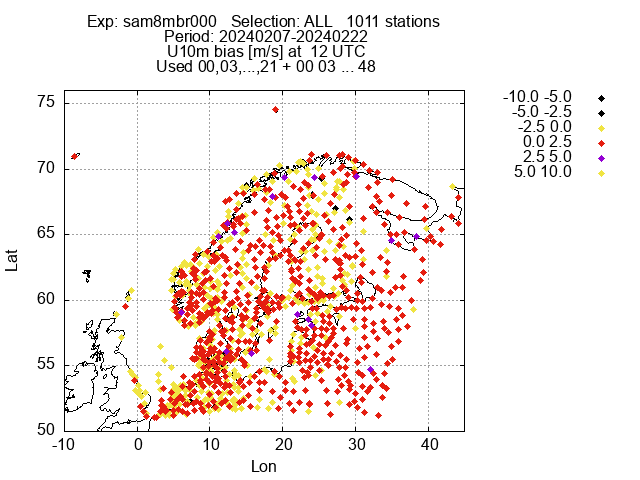 Exp: sam8mbr000   Selection: ALL   1011 stations
Period: 20240207-20240222
U10m bias [m/s] at  12 UTC
Used 00,03,...,21 + 00 03 ... 48
-10.0 -5.0
-5.0 -2.5
-2.5 0.0
0.0 2.5
2.5 5.0
5.0 10.0
75
70
65
60
55
50
Lat
-10 0 10 20 30 40
Lon